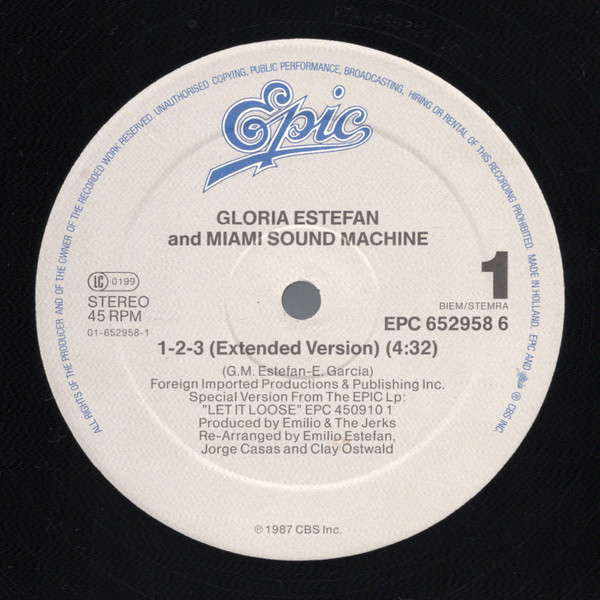 ALL RIGHTS OF THE PRODUCER AND OF THE OWNER OF THE RECORDED WORK RESERVED. UNAUTHORISED COPYING, PUBLIC PERFORMANCE, BROADCASTING, HIRING OR RENTAL OF THIS RECORDING PROHIBITED. MADE IN HOLLAND. EPIC AND Epic ℗ CBS INC.
Epic
GLORIA ESTEFAN
and MIAMI SOUND MACHINE
LC 0199
STEREO
45 RPM
01-652958-1
1
BIEM/STEMRA
EPC 652958 6
1-2-3 (Extended Version) (4:32)
(G.M. Estefan-E. Garcia)
Foreign Imported Productions & Publishing Inc.
Special Version From The EPIC Lp:
"LET IT LOOSE" EPC 450910 1
Produced by Emilio & The Jerks
Re-Arranged by Emilio Estefan,
Jorge Casas and Clay Ostwald
℗ 1987 CBS Inc.